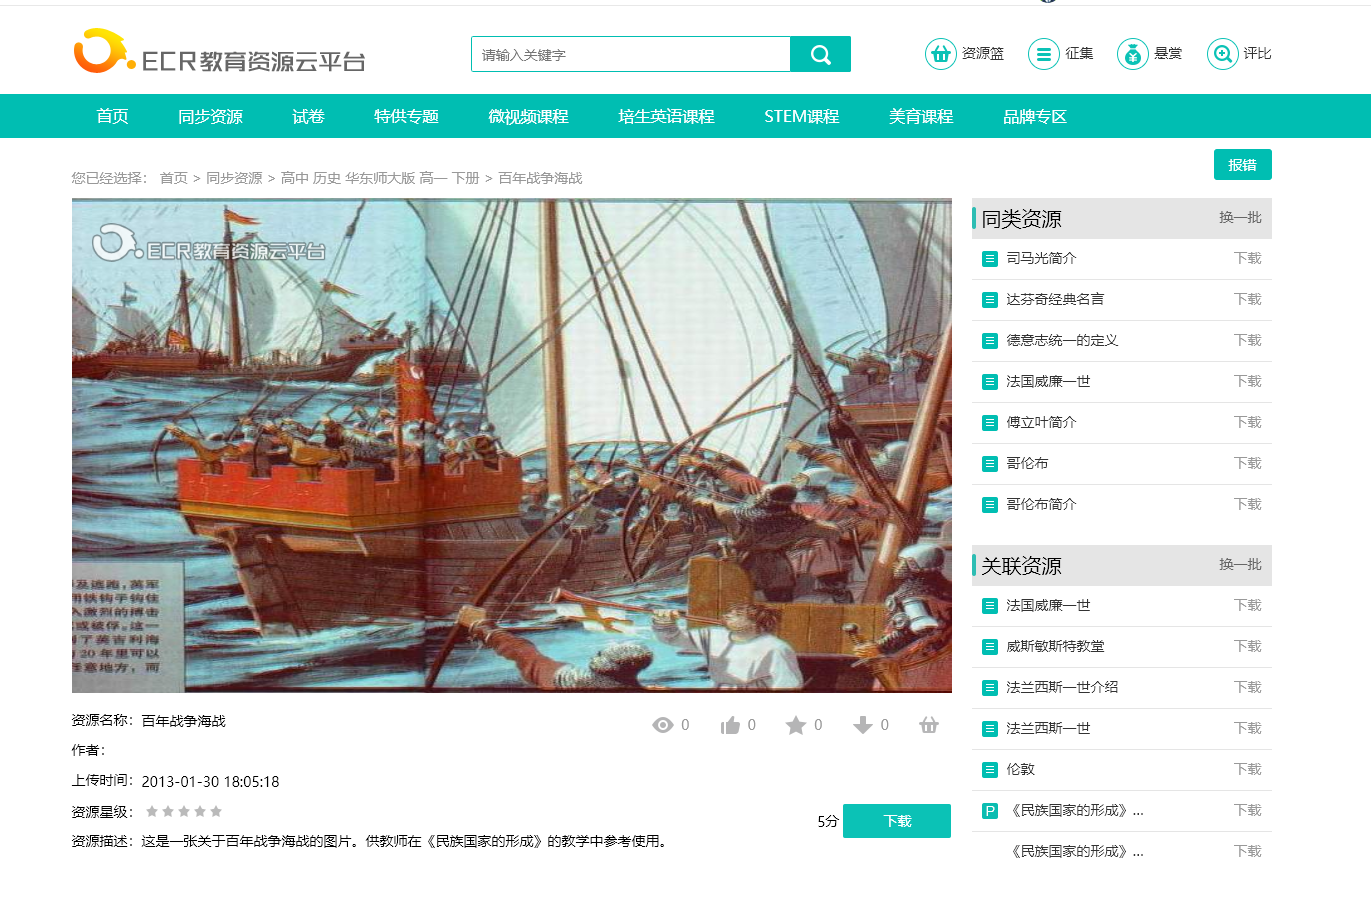 ECR教育资源云平台
请输入关键字
资源篮
征集
悬赏
评比
首页 同步资源 试卷 特供专题 微视频课程 培生英语课程 STEM课程 美育课程 品牌专区
报错
您已经选择： 首页 > 同步资源 > 高中 历史 华东师大版 高一 下册 > 百年战争海战
ECR教育资源云平台
逃跑，英军
用铁钩手钩住
入激烈的搏击
或被俘。这一
了英吉利海
20 年里可以
任意地方，而
资源名称： 百年战争海战
0 0 0 0
作者：
上传时间： 2013-01-30 18:05:18
资源星级：
5分 下载
资源描述： 这是一张关于百年战争海战的图片。供教师在《民族国家的形成》的教学中参考使用。
同类资源 换一批
司马光简介 下载
达芬奇经典名言 下载
德意志统一的定义 下载
法国威廉一世 下载
傅立叶简介 下载
哥伦布 下载
哥伦布简介 下载
关联资源 换一批
法国威廉一世 下载
威斯敏斯特教堂 下载
法兰西斯一世介绍 下载
法兰西斯一世 下载
伦敦 下载
P 《民族国家的形成》... 下载
《民族国家的形成》... 下载